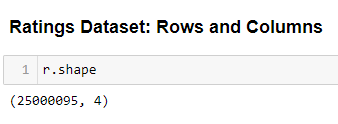 Ratings Dataset: Rows and Columns
1 r.shape
(25000095, 4)